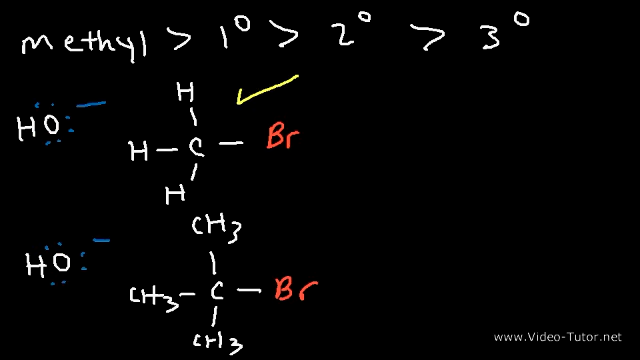 methyl > 1° > 2° > 3°
H
HO –
H – C – Br
H
CH3
HO –
CH3 – C – Br
CH3
www.Video-Tutor.net